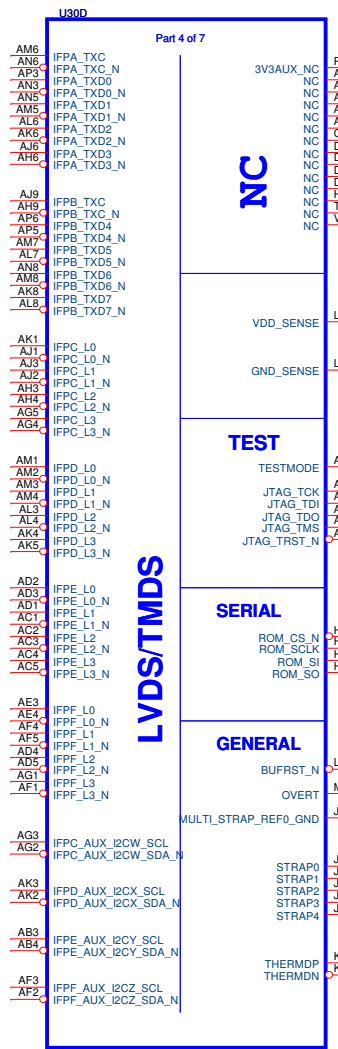 U30D
Part 4 of 7
AM6 IFPA_TXC
AN6 IFPA_TXC_N
AP3 IFPA_TXD0
AN3 IFPA_TXD0_N
AN5 IFPA_TXD1
AM5 IFPA_TXD1_N
AL6 IFPA_TXD2
AK6 IFPA_TXD2_N
AJ6 IFPA_TXD3
AH6 IFPA_TXD3_N
AJ9 IFPB_TXC
AH9 IFPB_TXC_N
AP6 IFPB_TXD4
AP5 IFPB_TXD4_N
AM7 IFPB_TXD5
AL7 IFPB_TXD5_N
AN8 IFPB_TXD6
AM8 IFPB_TXD6_N
AK8 IFPB_TXD7
AL8 IFPB_TXD7_N
AK1 IFPC_L0
AJ1 IFPC_L0_N
AJ3 IFPC_L1
AJ2 IFPC_L1_N
AH3 IFPC_L2
AH4 IFPC_L2_N
AG5 IFPC_L3
AG4 IFPC_L3_N
AM1 IFPD_L0
AM2 IFPD_L0_N
AM3 IFPD_L1
AM4 IFPD_L1_N
AL3 IFPD_L2
AL4 IFPD_L2_N
AK4 IFPD_L3
AK5 IFPD_L3_N
AD2 IFPE_L0
AD3 IFPE_L0_N
AD1 IFPE_L1
AC1 IFPE_L1_N
AC2 IFPE_L2
AC3 IFPE_L2_N
AC4 IFPE_L3
AC5 IFPE_L3_N
AE3 IFPF_L0
AE4 IFPF_L0_N
AF4 IFPF_L1
AF5 IFPF_L1_N
AD4 IFPF_L2
AD5 IFPF_L2_N
AG1 IFPF_L3
AF1 IFPF_L3_N
AG3 IFPC_AUX_I2CW_SCL
AG2 IFPC_AUX_I2CW_SDA_N
AK3 IFPD_AUX_I2CX_SCL
AK2 IFPD_AUX_I2CX_SDA_N
AB3 IFPE_AUX_I2CY_SCL
AB4 IFPE_AUX_I2CY_SDA_N
AF3 IFPF_AUX_I2CZ_SCL
AF2 IFPF_AUX_I2CZ_SDA_N
LVDS/TMDS
3V3AUX_NC
NC
NC
NC
NC
NC
NC
NC
NC
NC
NC
NC
NC
NC
NC
VDD_SENSE
GND_SENSE
TEST
TESTMODE
JTAG_TCK
JTAG_TDI
JTAG_TDO
JTAG_TMS
JTAG_TRST_N
SERIAL
ROM_CS_N
ROM_SCLK
ROM_SI
ROM_SO
GENERAL
BUFRST_N
OVERT
MULTI_STRAP_REF0_GND
STRAP0
STRAP1
STRAP2
STRAP3
STRAP4
THERMDP
THERMDN